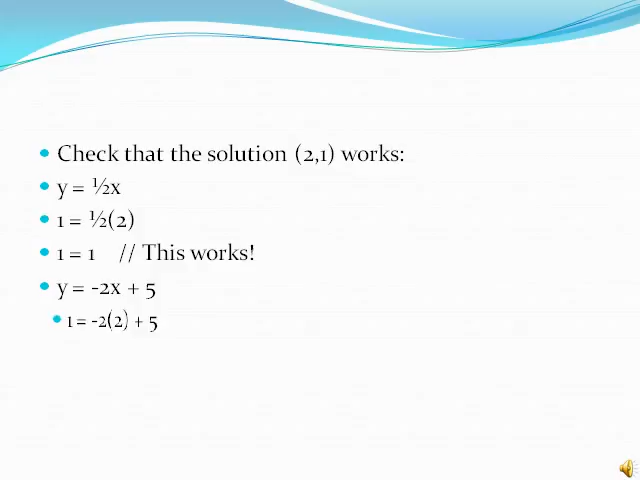 Check that the solution (2,1) works:
y = ½x
1 = ½(2)
1 = 1 // This works!
y = -2x + 5
1 = -2(2) + 5